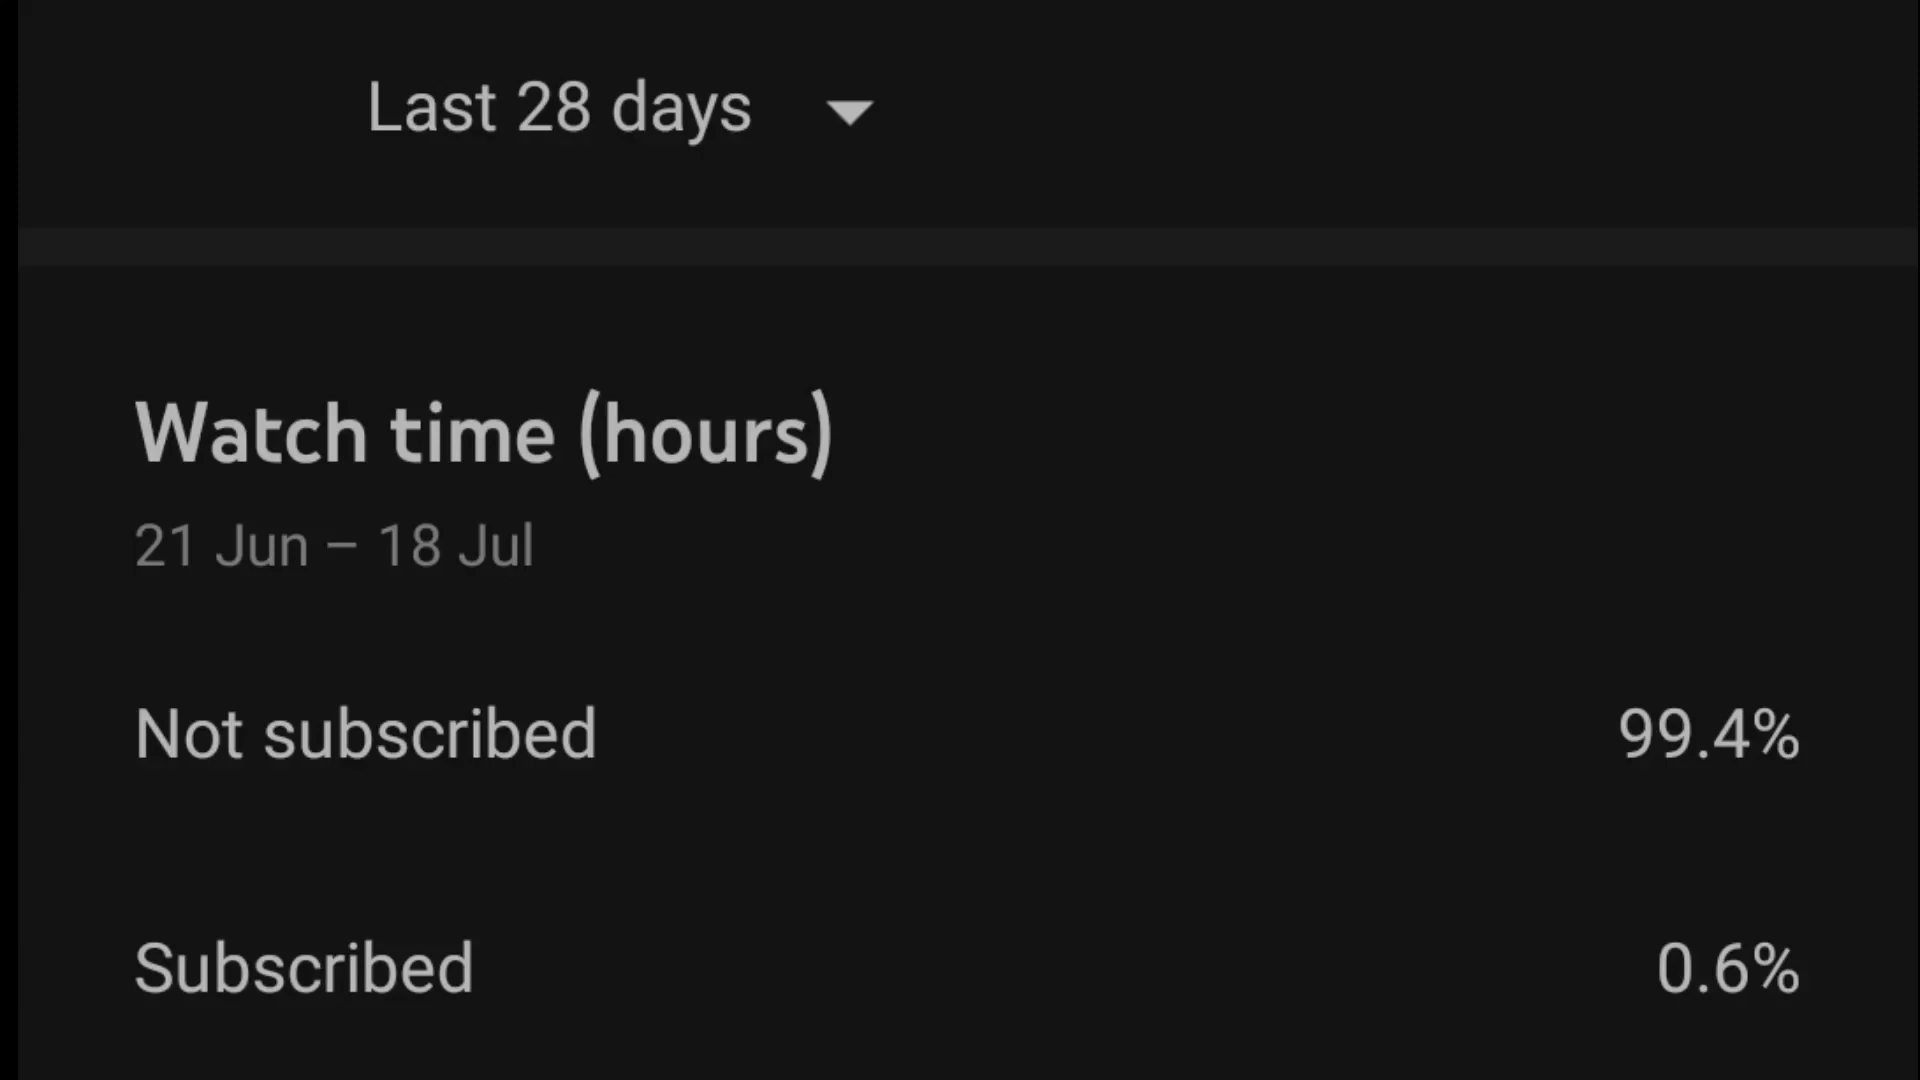 Last 28 days
Watch time (hours)
21 Jun – 18 Jul
Not subscribed 99.4%
Subscribed 0.6%